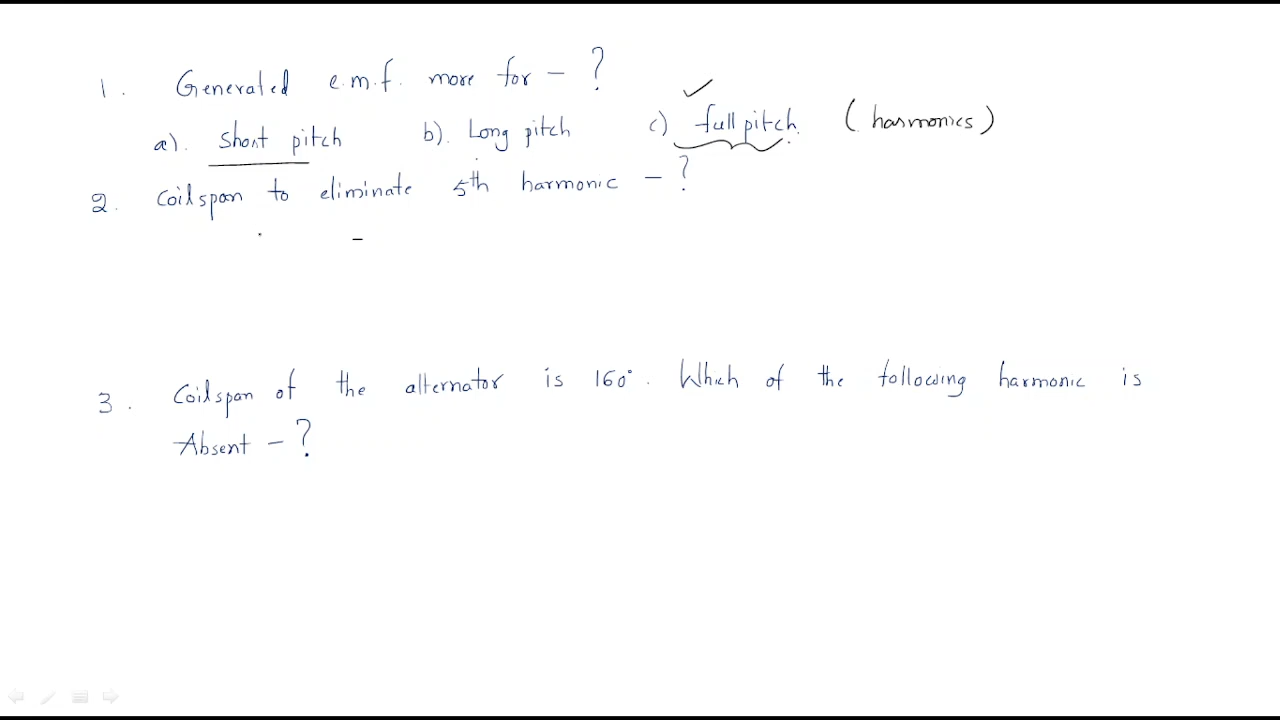 1. Generated e.m.f. more for - ?
a). Short pitch b). Long pitch c) full pitch. (harmonics)
2. Coilspan to eliminate 5th harmonic - ?
3. Coilspan of the alternator is 160°. Which of the following harmonic is
Absent - ?